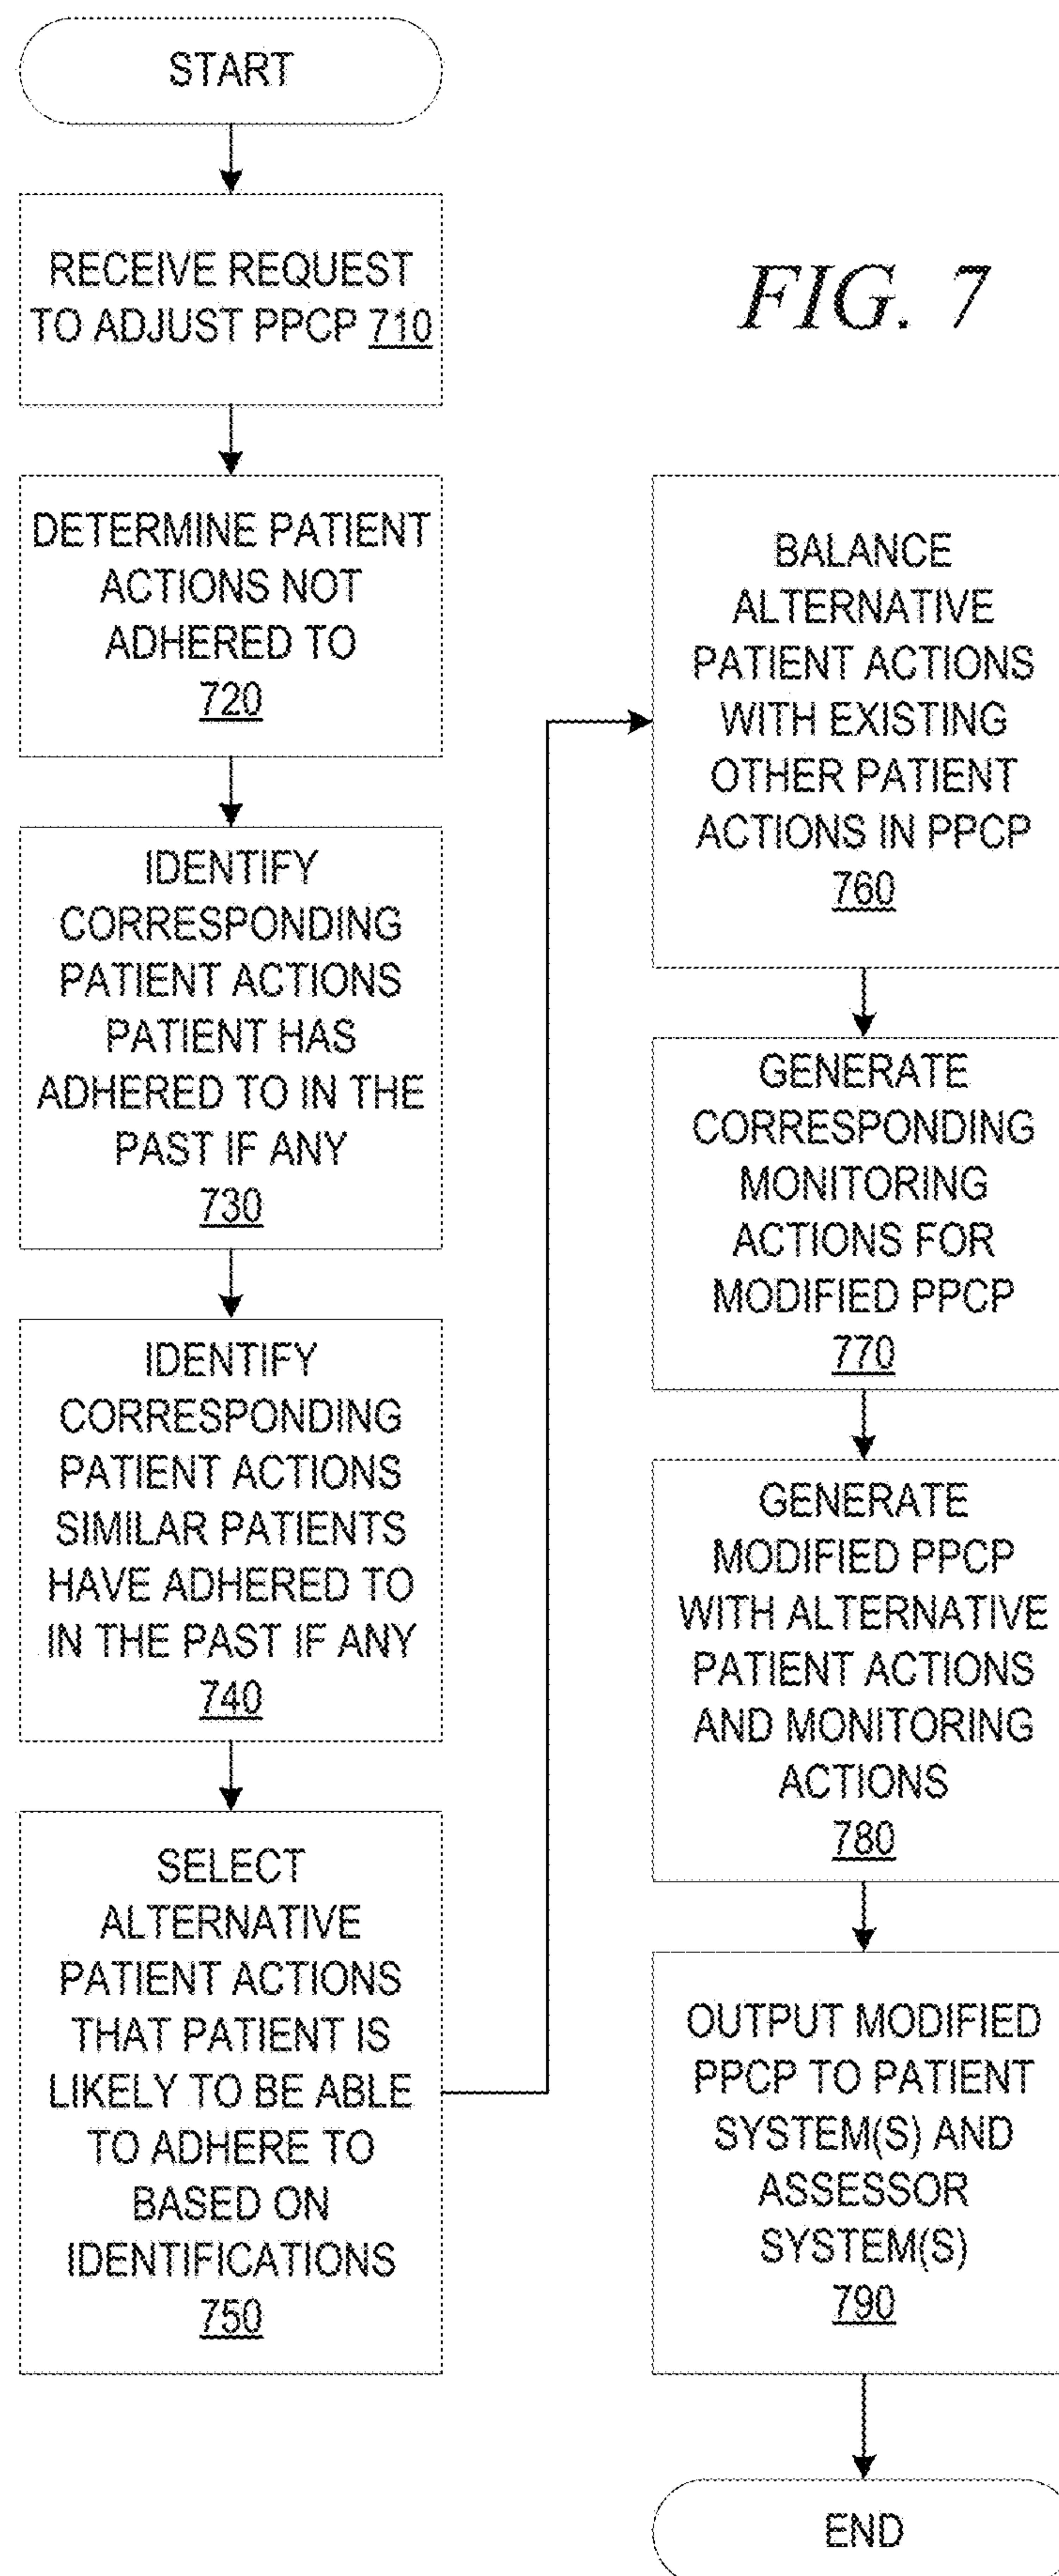 START
RECEIVE REQUEST
TO ADJUST PPCP 710
DETERMINE PATIENT
ACTIONS NOT
ADHERED TO
720
IDENTIFY
CORRESPONDING
PATIENT ACTIONS
PATIENT HAS
ADHERED TO IN THE
PAST IF ANY
730
IDENTIFY
CORRESPONDING
PATIENT ACTIONS
SIMILAR PATIENTS
HAVE ADHERED TO
IN THE PAST IF ANY
740
SELECT
ALTERNATIVE
PATIENT ACTIONS
THAT PATIENT IS
LIKELY TO BE ABLE
TO ADHERE TO
BASED ON
IDENTIFICATIONS
750
FIG. 7
BALANCE
ALTERNATIVE
PATIENT ACTIONS
WITH EXISTING
OTHER PATIENT
ACTIONS IN PPCP
760
GENERATE
CORRESPONDING
MONITORING
ACTIONS FOR
MODIFIED PPCP
770
GENERATE
MODIFIED PPCP
WITH ALTERNATIVE
PATIENT ACTIONS
AND MONITORING
ACTIONS
780
OUTPUT MODIFIED
PPCP TO PATIENT
SYSTEM(S) AND
ASSESSOR
SYSTEM(S)
790
END